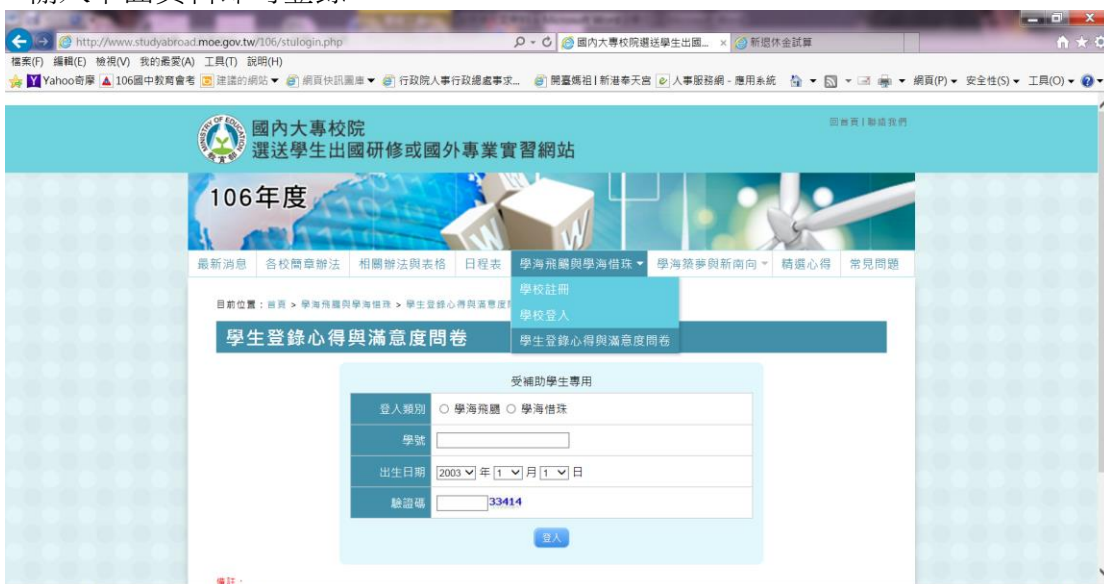 http://www.studyabroad.moe.gov.tw/106/stulogin.php
國內大專校院選送學生出國...
新退休金試算
檔案(F) 編輯(E) 檢視(V) 我的最愛(A) 工具(T) 說明(H)
Yahoo奇摩 106國中教育會考 建議的網站 網頁快訊圖庫 行政院人事行政總處事求... 開臺媽祖|新港奉天宮 人事服務網 - 應用系統 網頁(P) 安全性(S) 工具(O)
國內大專校院
選送學生出國研修或國外專業實習網站
回首頁 | 聯絡我們
106年度
最新消息 各校簡章辦法 相關辦法與表格 日程表 學海飛颺與學海惜珠 學海築夢與新南向 精選心得 常見問題
學校註冊
學校登入
學生登錄心得與滿意度問卷
目前位置：首頁 > 學海飛颺與學海惜珠 > 學生登錄心得與滿意度
學生登錄心得與滿意度問卷
受補助學生專用
登入類別 學海飛颺 學海惜珠
學號
出生日期 2003 年 1 月 1 日
驗證碼 33414
登入
備註：